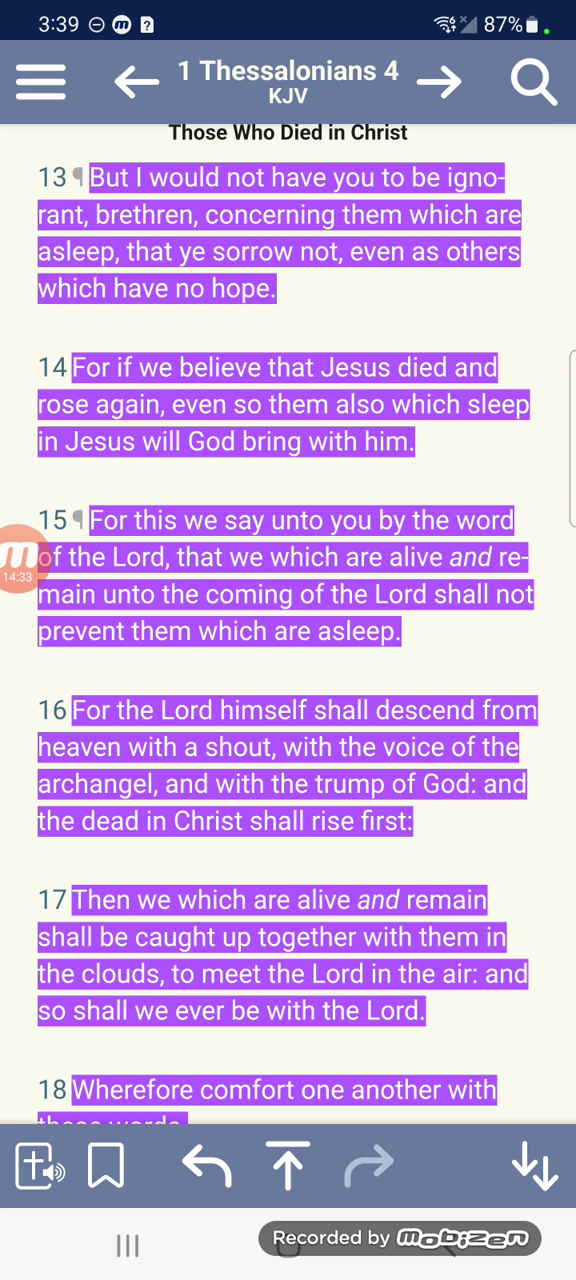 3:39 87%
1 Thessalonians 4
KJV
Those Who Died in Christ
13 ¶ But I would not have you to be igno-
rant, brethren, concerning them which are
asleep, that ye sorrow not, even as others
which have no hope.
14 For if we believe that Jesus died and
rose again, even so them also which sleep
in Jesus will God bring with him.
15 ¶ For this we say unto you by the word
of the Lord, that we which are alive and re-
14:33
main unto the coming of the Lord shall not
prevent them which are asleep.
16 For the Lord himself shall descend from
heaven with a shout, with the voice of the
archangel, and with the trump of God: and
the dead in Christ shall rise first:
17 Then we which are alive and remain
shall be caught up together with them in
the clouds, to meet the Lord in the air: and
so shall we ever be with the Lord.
18 Wherefore comfort one another with
these words.
Recorded by mobizen